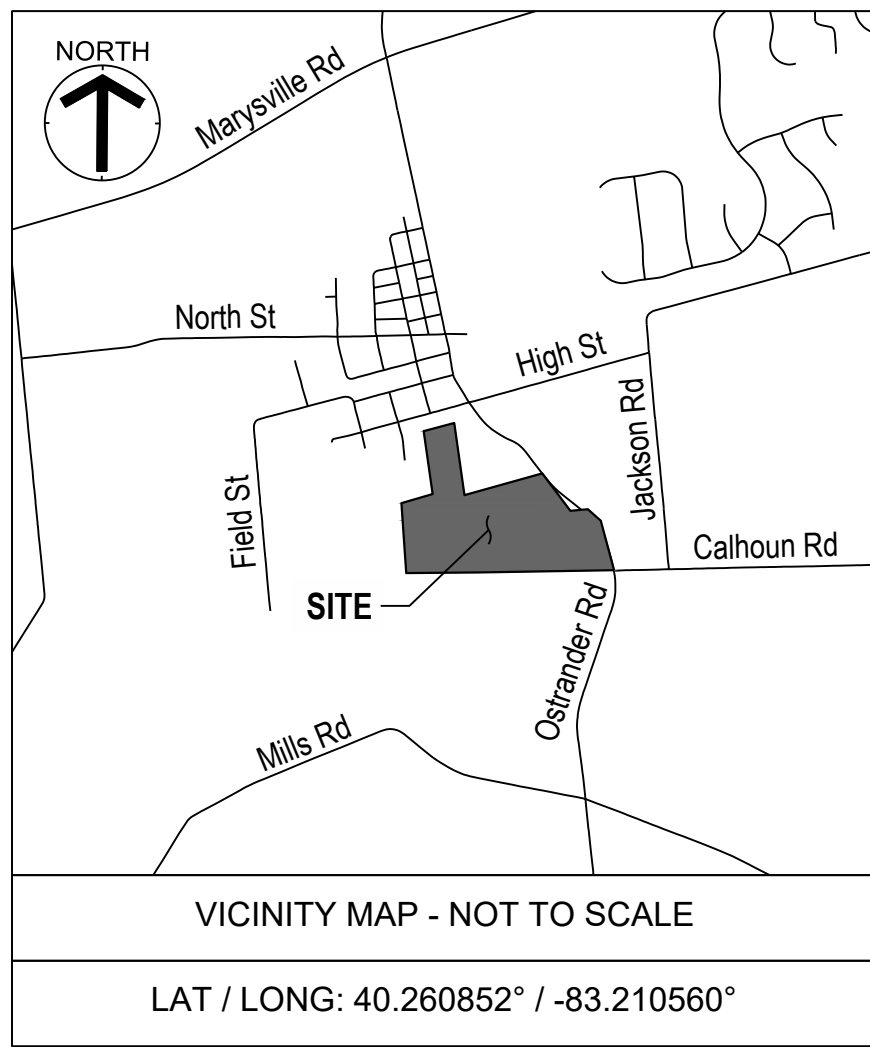 NORTH
Marysville Rd
North St
High St
Jackson Rd
Field St
Calhoun Rd
SITE
Ostrander Rd
Mills Rd
VICINITY MAP - NOT TO SCALE
LAT / LONG: 40.260852° / -83.210560°